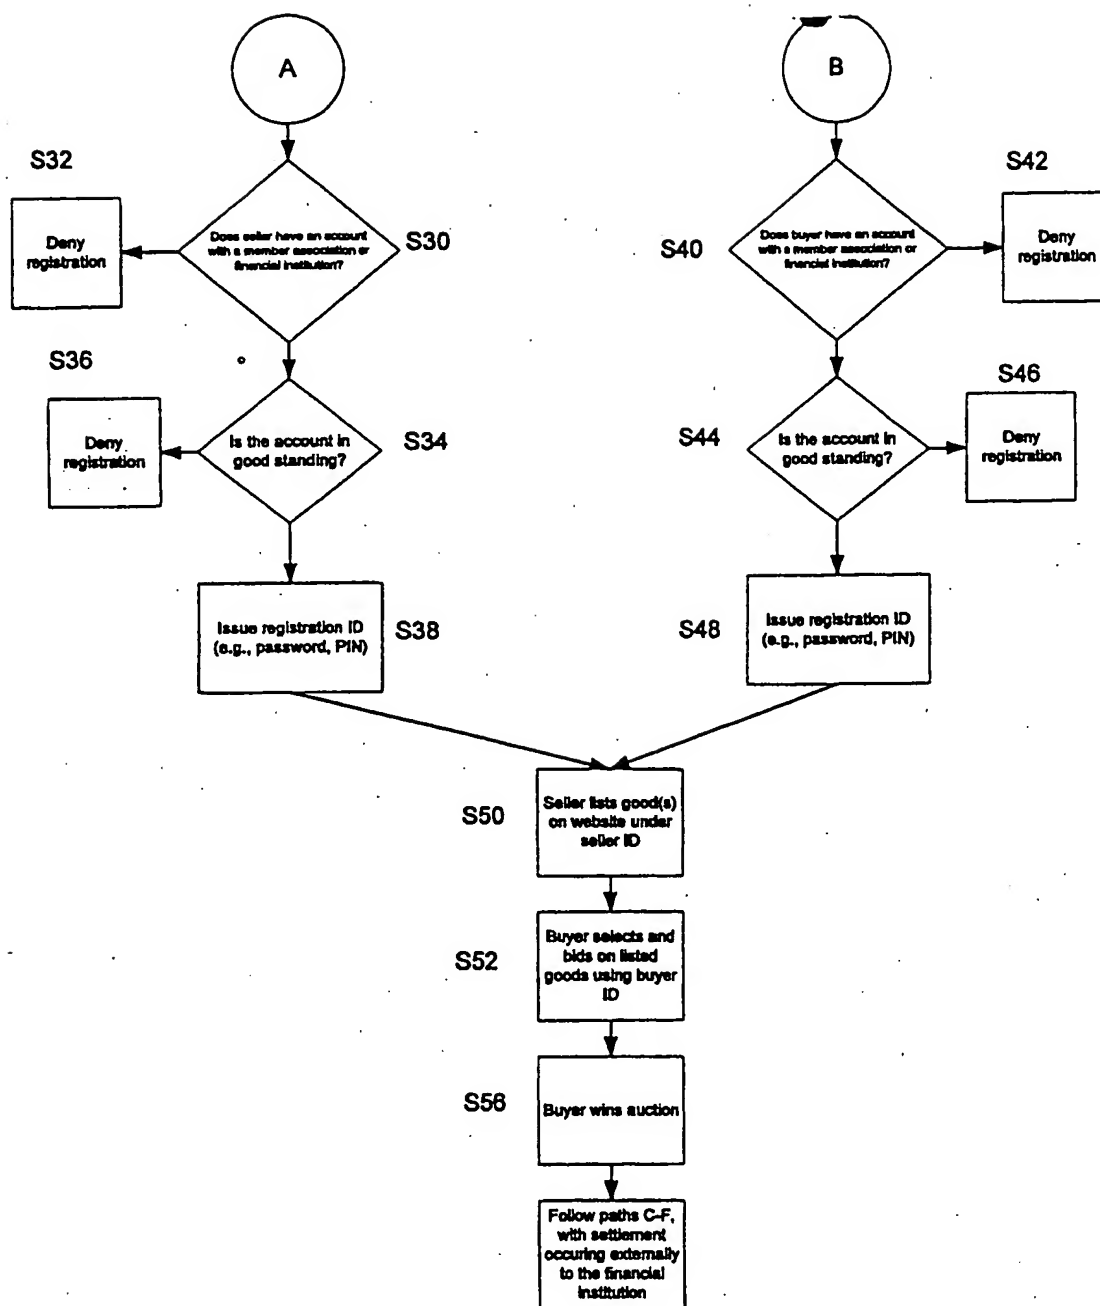 A
B
S32
S42
Deny
registration
Does seller have an account
with a member association or
financial institution?
S30
S40
Does buyer have an account
with a member association or
financial institution?
Deny
registration
S36
S46
Deny
registration
Is the account in
good standing?
S34
S44
Is the account in
good standing?
Deny
registration
Issue registration ID
(e.g., password, PIN)
S38
S48
Issue registration ID
(e.g., password, PIN)
S50
Seller lists good(s)
on website under
seller ID
S52
Buyer selects and
bids on listed
goods using buyer
ID
S56
Buyer wins auction
Follow paths C-F,
with settlement
occuring externally
to the financial
institution